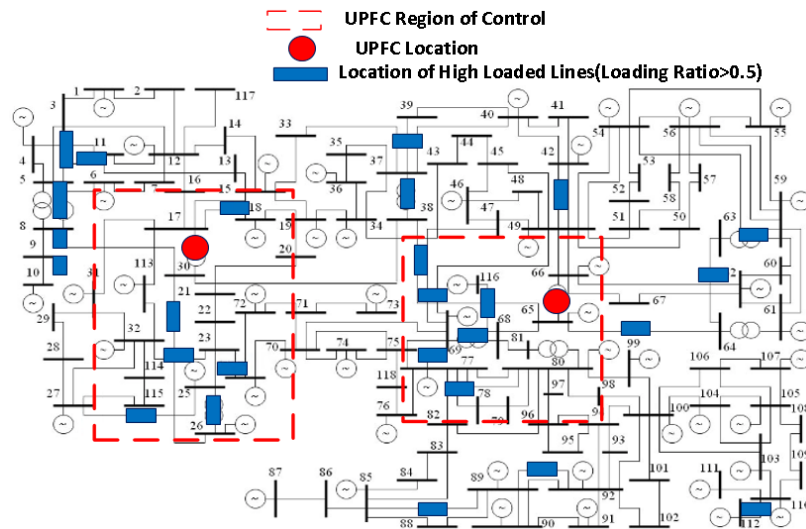 UPFC Region of Control
UPFC Location
Location of High Loaded Lines(Loading Ratio>0.5)
1 2 117
3
39 40 41
14 33
54 56 55
11
35 43 44 45 42
4 12 13 37
36 53
5 6 7 16 15 46 48 52 57 59
58
17 18 19 34 38 47 49 51 50 63
8
9 113 20 66 60
10 31 30 116 67 2
21 65 61
29 22 72 71 73 68
32 23 69 81 64
28 114 70 74 75 99 106 107
118 77 80
27 115 25 78 97 98 100 104 105 108
26 76 79 96 9
82 95 93 103 109
83 94
87 86 85 84 89 92 101 111
110
88 90 91 102 112
~